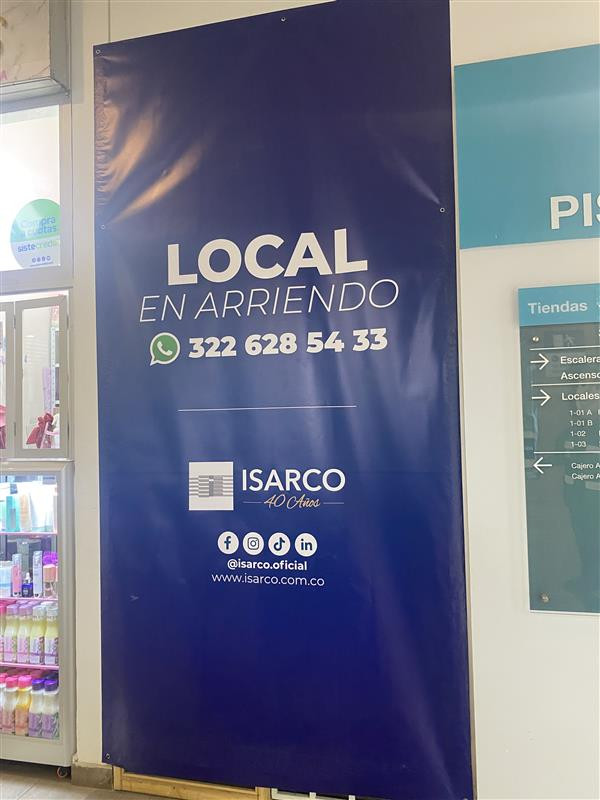 LOCAL
EN ARRIENDO
322 628 54 33
ISARCO
40 Años
@isarco.oficial
www.isarco.com.co
Compra
a cuotas
sistecredito
PIS
Tiendas
Escalera
Ascenso
Locales
1-01 A
1-01 B
1-02
1-03
Cajero A
Cajero A